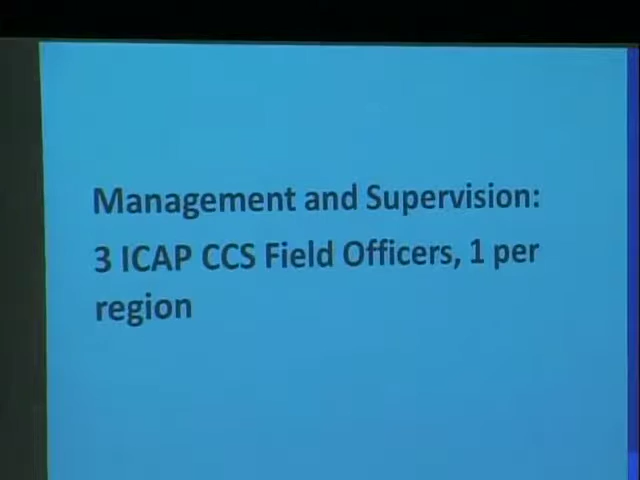 Management and Supervision:
3 ICAP CCS Field Officers, 1 per
region